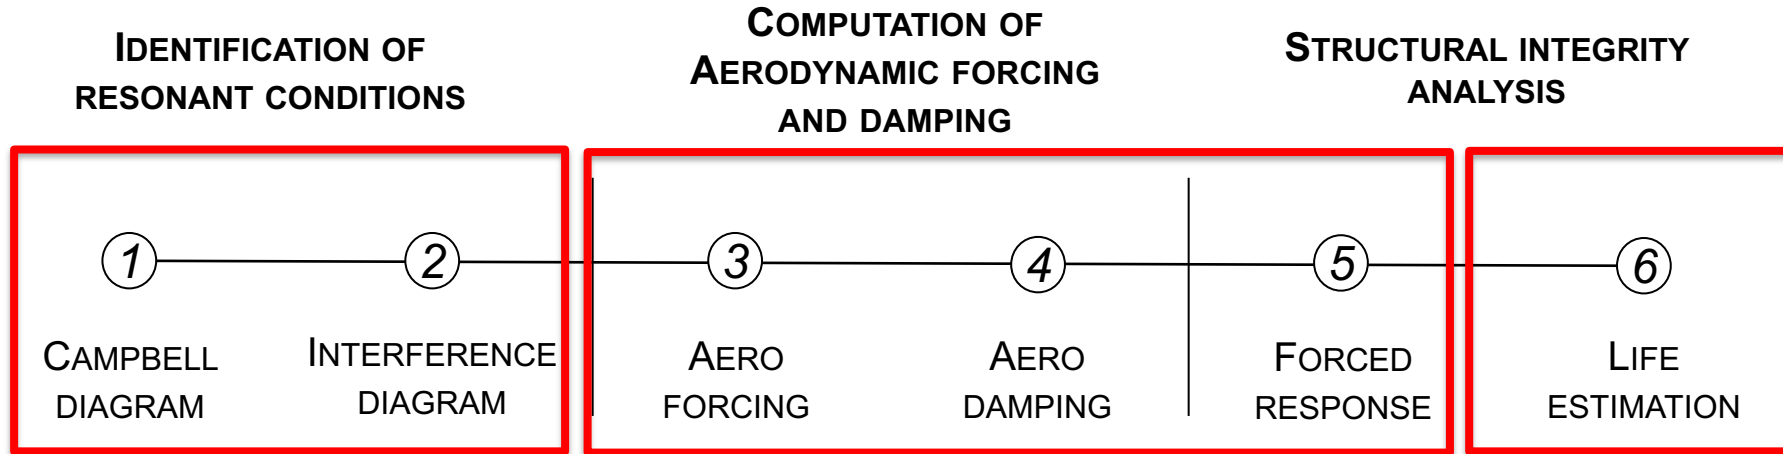 IDENTIFICATION OF
RESONANT CONDITIONS
COMPUTATION OF
AERODYNAMIC FORCING
AND DAMPING
STRUCTURAL INTEGRITY
ANALYSIS
1
2
3
4
5
6
CAMPBELL
DIAGRAM
INTERFERENCE
DIAGRAM
AERO
FORCING
AERO
DAMPING
FORCED
RESPONSE
LIFE
ESTIMATION